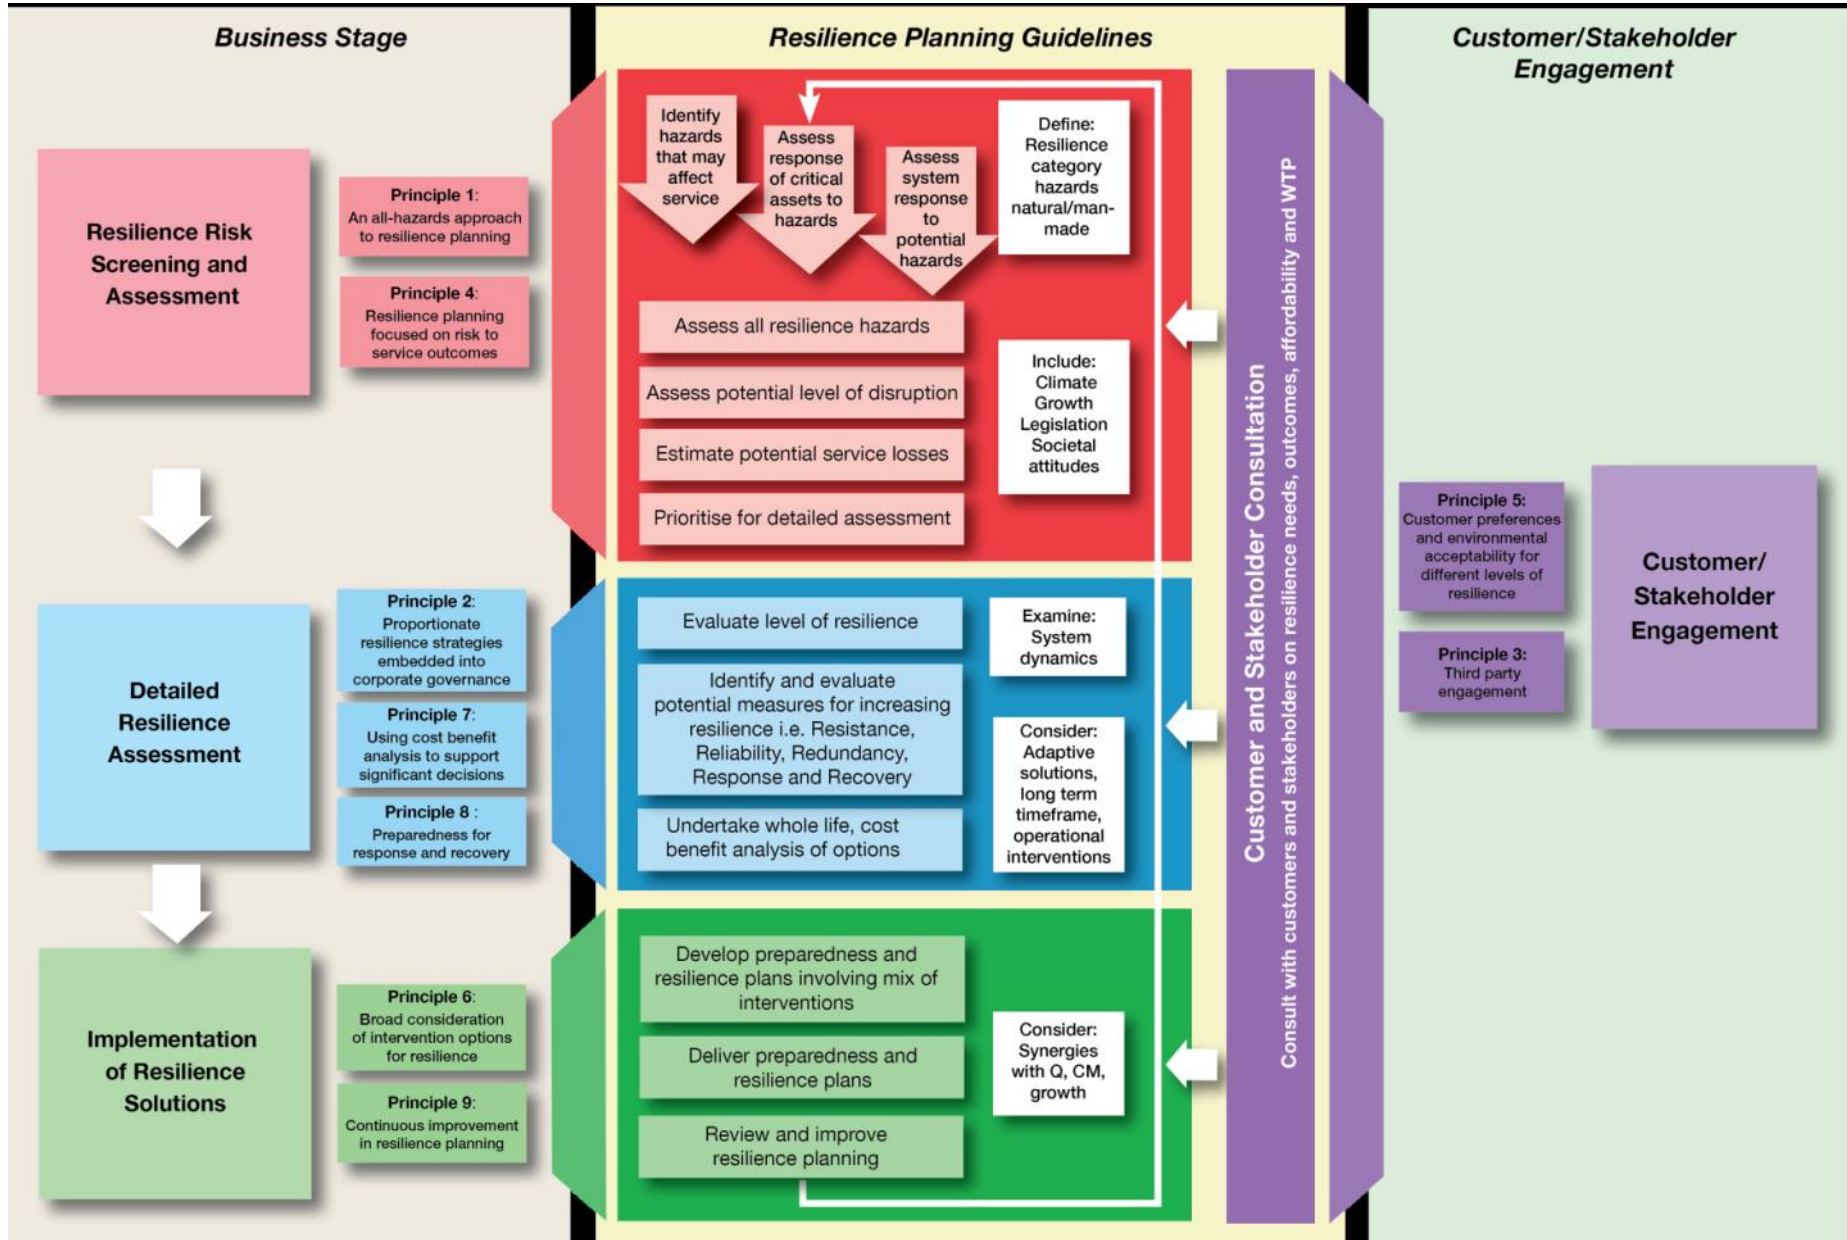 Business Stage
Resilience Risk
Screening and
Assessment
Principle 1:
An all-hazards approach
to resilience planning
Principle 4:
Resilience planning
focused on risk to
service outcomes
Detailed
Resilience
Assessment
Principle 2:
Proportionate
resilience strategies
embedded into
corporate governance
Principle 7:
Using cost benefit
analysis to support
significant decisions
Principle 8 :
Preparedness for
response and recovery
Implementation
of Resilience
Solutions
Principle 6:
Broad consideration
of intervention options
for resilience
Principle 9:
Continuous improvement
in resilience planning
Resilience Planning Guidelines
Identify
hazards
that may
affect
service
Assess
response
of critical
assets to
hazards
Assess
system
response
to
potential
hazards
Define:
Resilience
category
hazards
natural/man-
made
Assess all resilience hazards
Assess potential level of disruption
Estimate potential service losses
Prioritise for detailed assessment
Include:
Climate
Growth
Legislation
Societal
attitudes
Evaluate level of resilience
Identify and evaluate
potential measures for increasing
resilience i.e. Resistance,
Reliability, Redundancy,
Response and Recovery
Undertake whole life, cost
benefit analysis of options
Examine:
System
dynamics
Consider:
Adaptive
solutions,
long term
timeframe,
operational
interventions
Develop preparedness and
resilience plans involving mix of
interventions
Deliver preparedness and
resilience plans
Review and improve
resilience planning
Consider:
Synergies
with Q, CM,
growth
Customer and Stakeholder Consultation
Consult with customers and stakeholders on resilience needs, outcomes, affordability and WTP
Customer/Stakeholder
Engagement
Principle 5:
Customer preferences
and environmental
acceptability for
different levels of
resilience
Principle 3:
Third party
engagement
Customer/
Stakeholder
Engagement